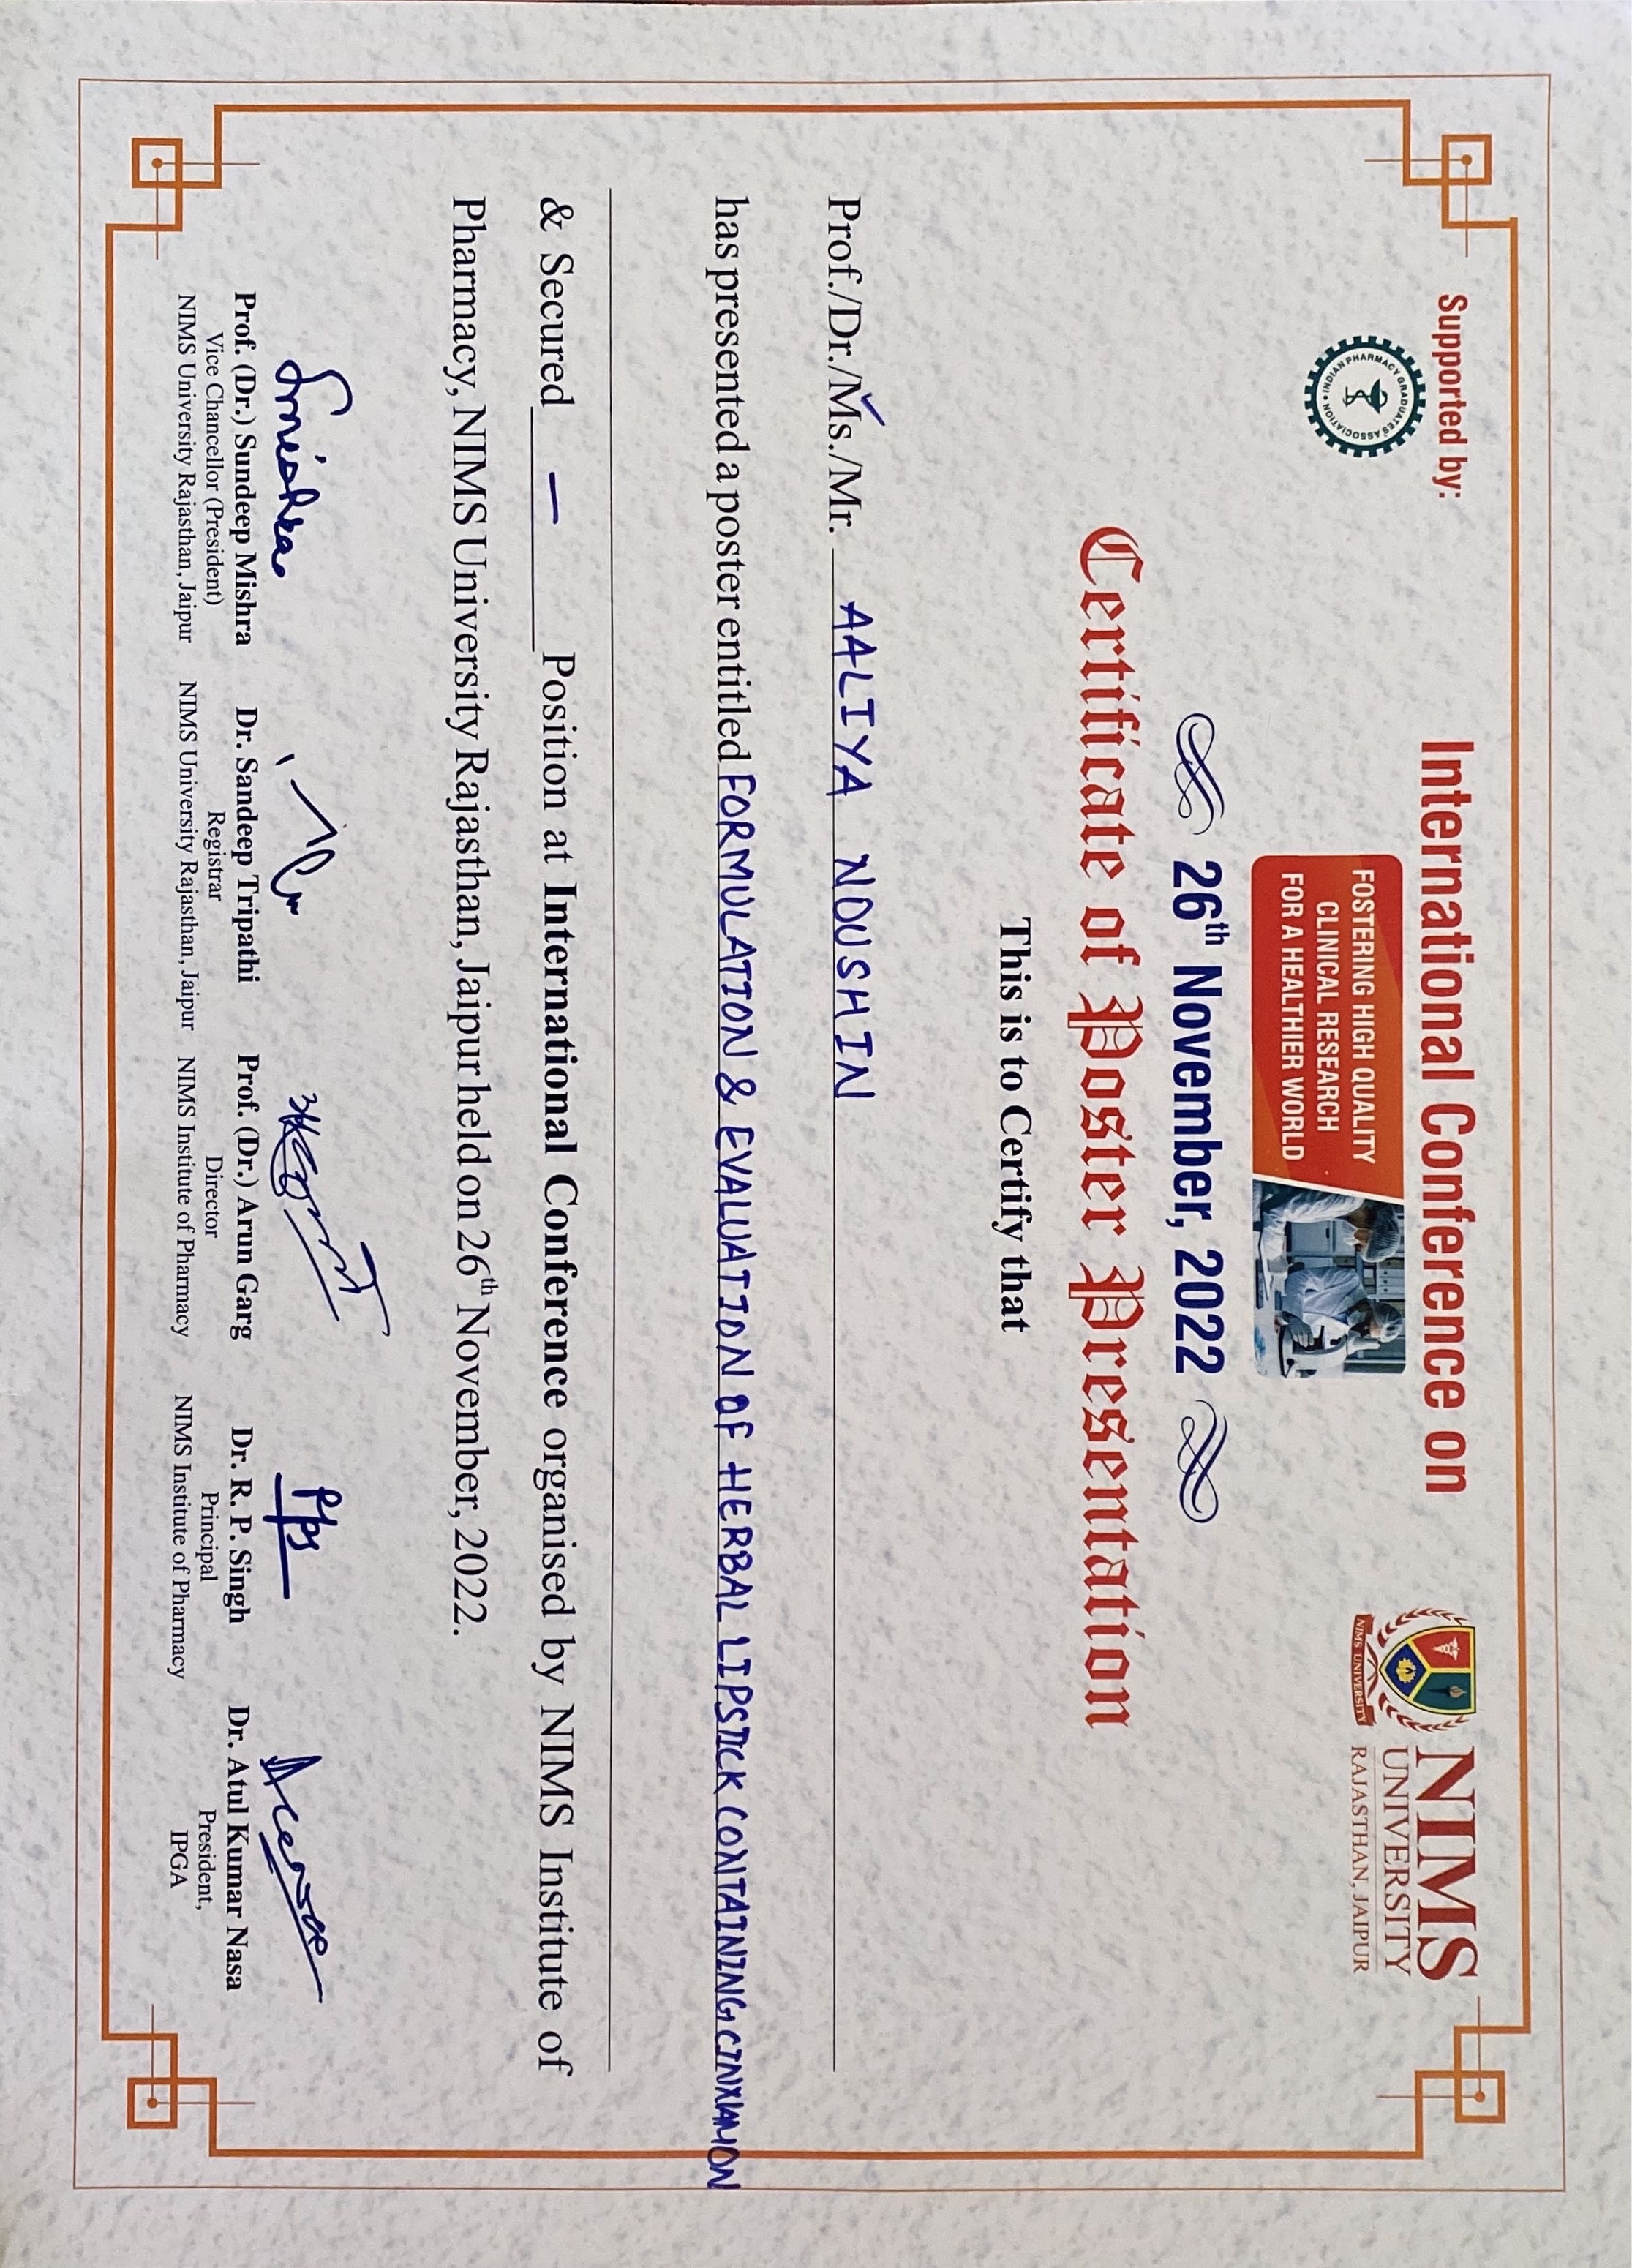 Supported by:
INDIAN PHARMACY GRADUATES ASSOCIATION
International Conference on
FOSTERING HIGH QUALITY
CLINICAL RESEARCH
FOR A HEALTHIER WORLD
NIMS UNIVERSITY
NIMS
UNIVERSITY
RAJASTHAN, JAIPUR
26th November, 2022
Certificate of Poster Presentation
This is to Certify that
Prof./Dr./Ms./Mr. AALIYA NOUSHIN
has presented a poster entitled FORMULATION & EVALUATION OF HERBAL LIPSTICK CONTAINING CINNAMON
& Secured — Position at International Conference organised by NIMS Institute of
Pharmacy, NIMS University Rajasthan, Jaipur held on 26th November, 2022.
Smishra
Prof. (Dr.) Sundeep Mishra
Vice Chancellor (President)
NIMS University Rajasthan, Jaipur
Dr. Sandeep Tripathi
Registrar
NIMS University Rajasthan, Jaipur
Prof. (Dr.) Arun Garg
Director
NIMS Institute of Pharmacy
Dr. R. P. Singh
Principal
NIMS Institute of Pharmacy
Dr. Atul Kumar Nasa
President,
IPGA